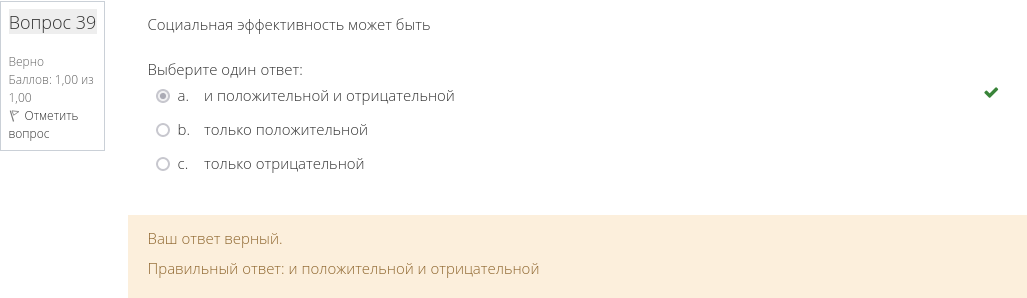 Вопрос 39
Верно
Баллов: 1,00 из
1,00
Отметить
вопрос
Социальная эффективность может быть
Выберите один ответ:
a. и положительной и отрицательной
b. только положительной
c. только отрицательной
Ваш ответ верный.
Правильный ответ: и положительной и отрицательной